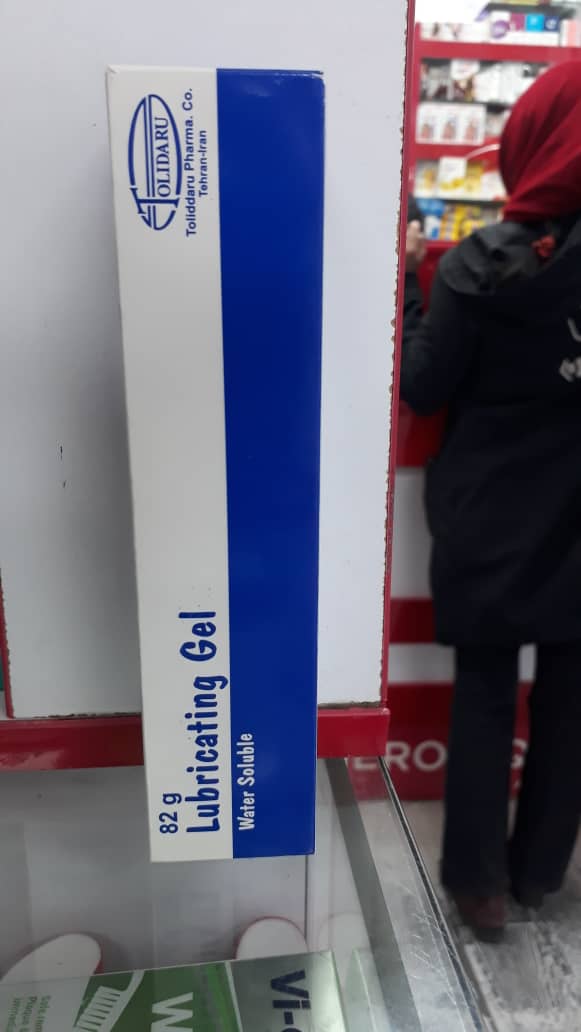 TOLIDARU
Toliddaru Pharma. Co.
Tehran-Iran
82 g
Lubricating Gel
Water Soluble